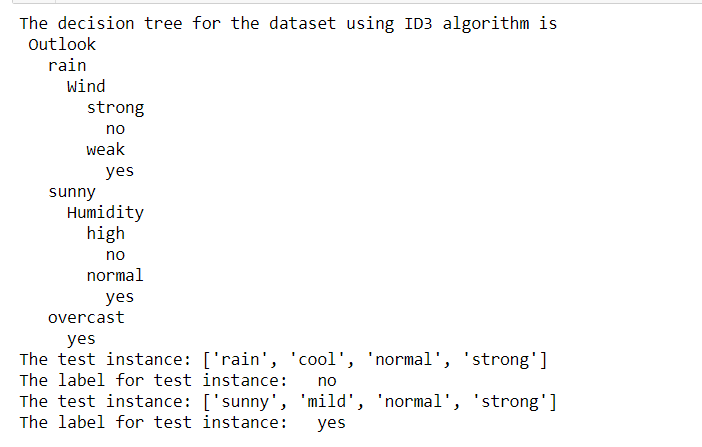 The decision tree for the dataset using ID3 algorithm is
Outlook
rain
Wind
strong
no
weak
yes
sunny
Humidity
high
no
normal
yes
overcast
yes
The test instance: ['rain', 'cool', 'normal', 'strong']
The label for test instance:   no
The test instance: ['sunny', 'mild', 'normal', 'strong']
The label for test instance:   yes